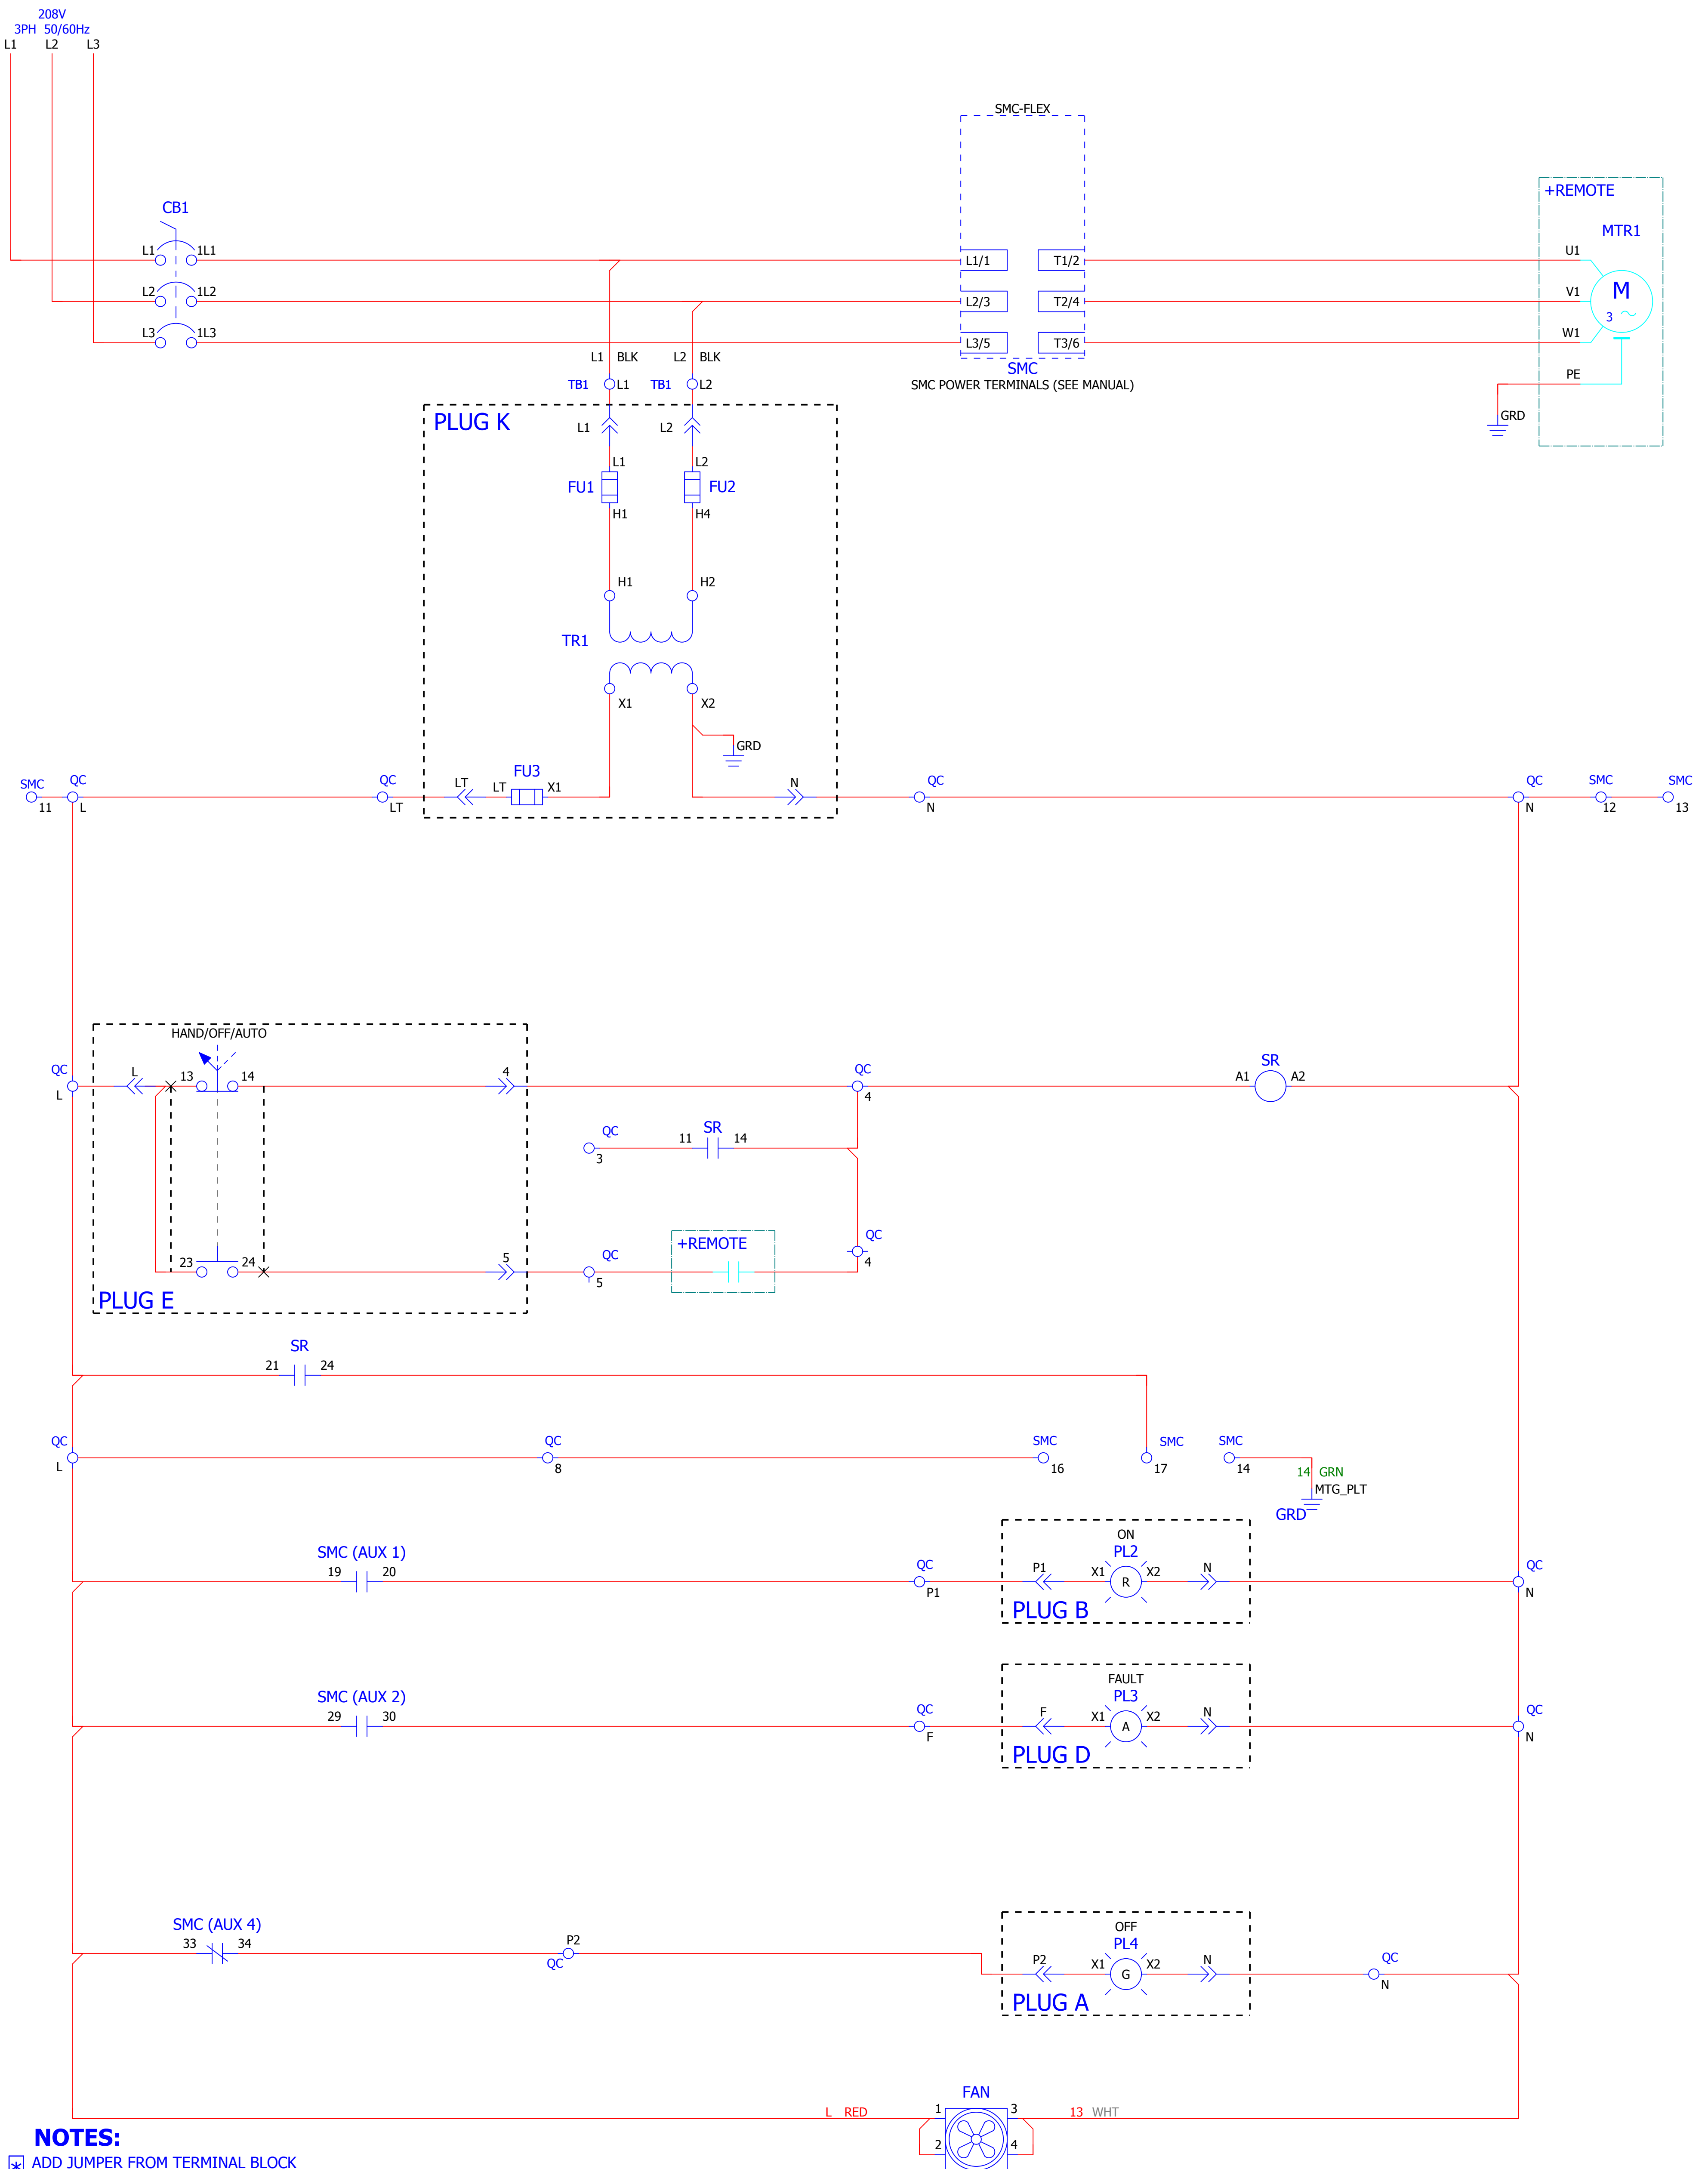 208V
3PH 50/60Hz
L1 L2 L3
SMC-FLEX
+REMOTE
CB1
MTR1
L1 1L1 L1/1 T1/2 U1
L2 1L2 L2/3 T2/4 V1 M
3
L3 1L3 L3/5 T3/6 W1
L1 BLK L2 BLK
SMC
SMC POWER TERMINALS (SEE MANUAL)
PE
TB1 L1 TB1 L2
GRD
PLUG K
L1 L2
L1 L2
FU1 FU2
H1 H4
H1 H2
TR1
X1 X2
GRD
SMC QC QC LT LT FU3 X1 N QC QC SMC SMC
11 L LT N N 12 13
HAND/OFF/AUTO
QC L 13 14 4 QC A1 SR A2
L 4
QC 11 SR 14
3
QC
+REMOTE
4
23 24 5 QC
5
PLUG E
SR
21 24
QC QC SMC SMC SMC
L 8 16 17 14
14 GRN
MTG_PLT
GRD
ON
SMC (AUX 1) PL2
19 20 QC P1 X1 R X2 N QC
P1 N
PLUG B
FAULT
SMC (AUX 2) PL3
29 30 QC F X1 A X2 N QC
F N
PLUG D
OFF
SMC (AUX 4) PL4
33 34 P2 P2 X1 G X2 N QC
QC N
PLUG A
FAN
L RED 1 3 13 WHT
2 4
NOTES:
* ADD JUMPER FROM TERMINAL BLOCK